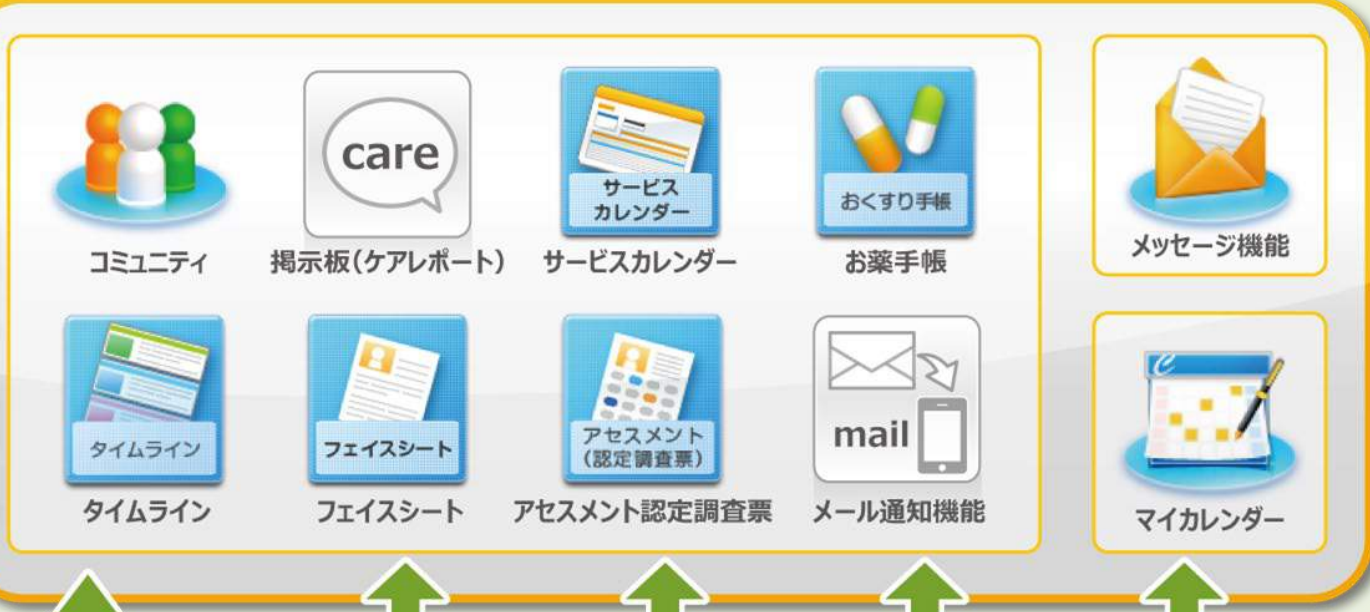 care
サービス
カレンダー
おくすり手帳
コミュニティ
掲示板(ケアレポート)
サービスカレンダー
お薬手帳
メッセージ機能
タイムライン
フェイスシート
アセスメント
(認定調査票)
mail
タイムライン
フェイスシート
アセスメント認定調査票
メール通知機能
マイカレンダー